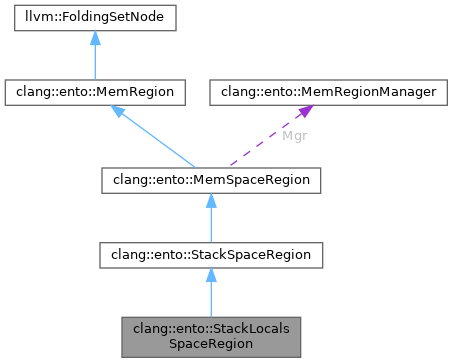 llvm::FoldingSetNode
clang::ento::MemRegion
clang::ento::MemRegionManager
Mgr
clang::ento::MemSpaceRegion
clang::ento::StackSpaceRegion
clang::ento::StackLocals
SpaceRegion